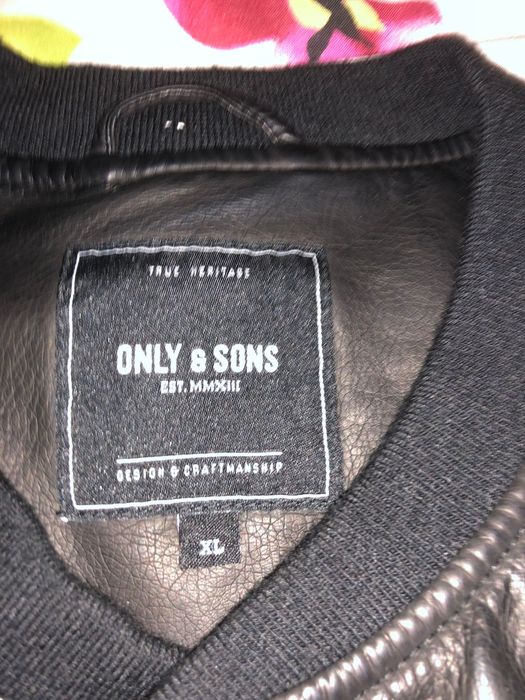 TRUE HERITAGE
ONLY & SONS
EST. MMXIII
DESIGN & CRAFTMANSHIP
XL